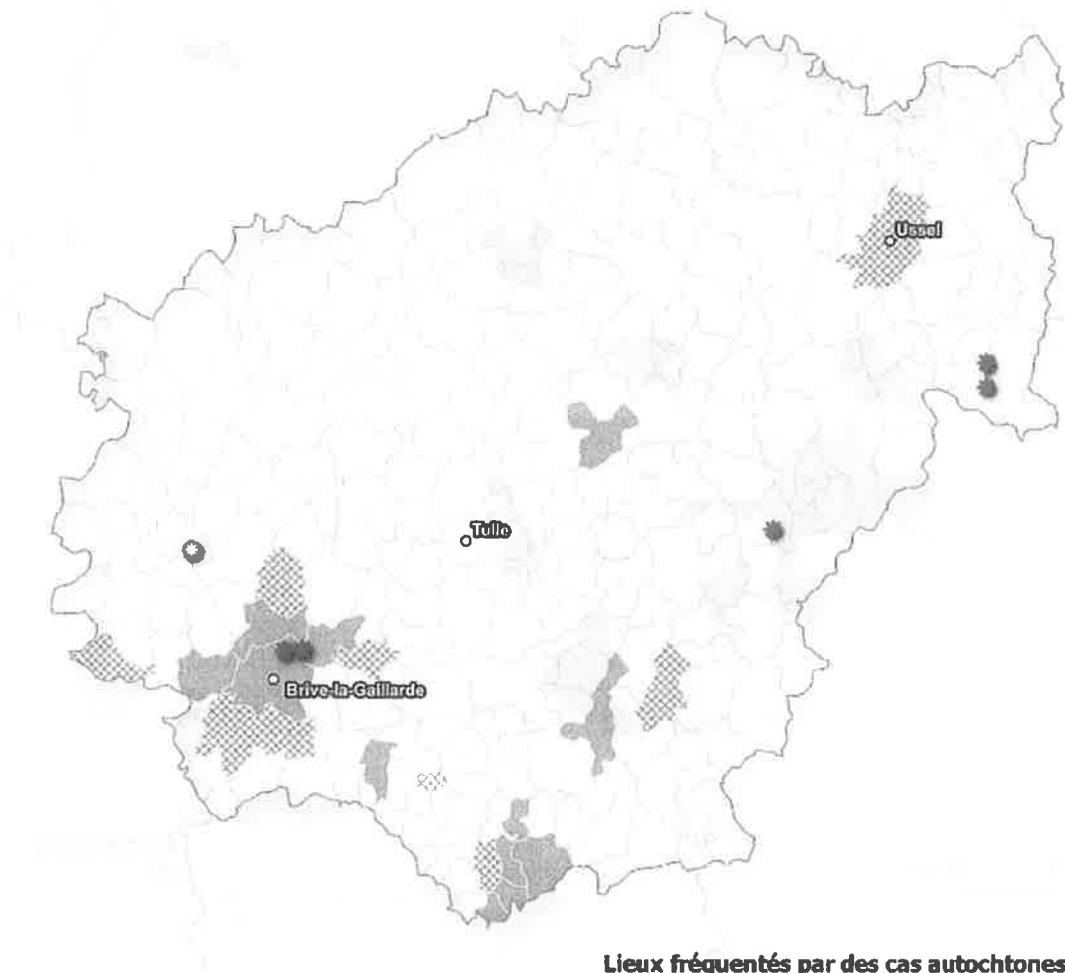 Ussel
Tulle
Brive-la-Gaillarde
Lieux fréquentés par des cas autochtones